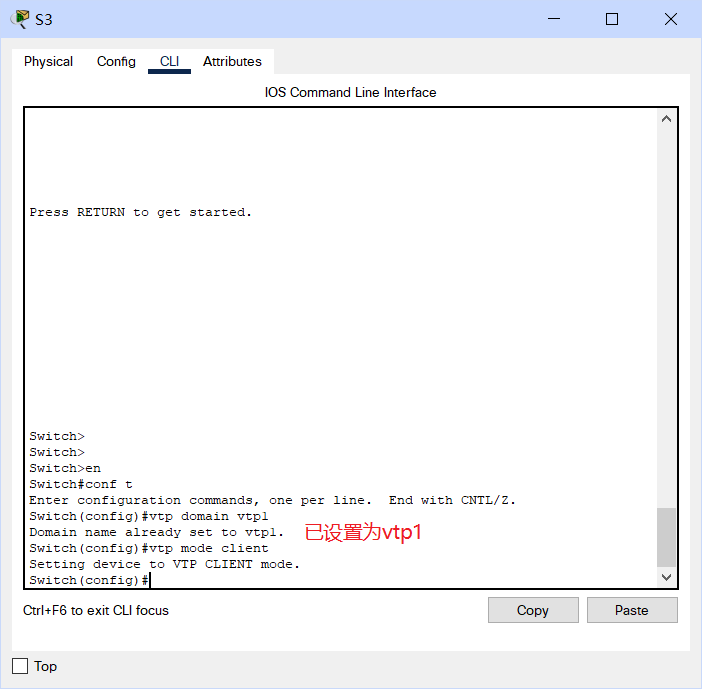 S3
Physical Config CLI Attributes
IOS Command Line Interface
Press RETURN to get started.
Switch>
Switch>
Switch>en
Switch#conf t
Enter configuration commands, one per line.  End with CNTL/Z.
Switch(config)#vtp domain vtp1
Domain name already set to vtp1. 已设置为vtp1
Switch(config)#vtp mode client
Setting device to VTP CLIENT mode.
Switch(config)#
Ctrl+F6 to exit CLI focus Copy Paste
Top